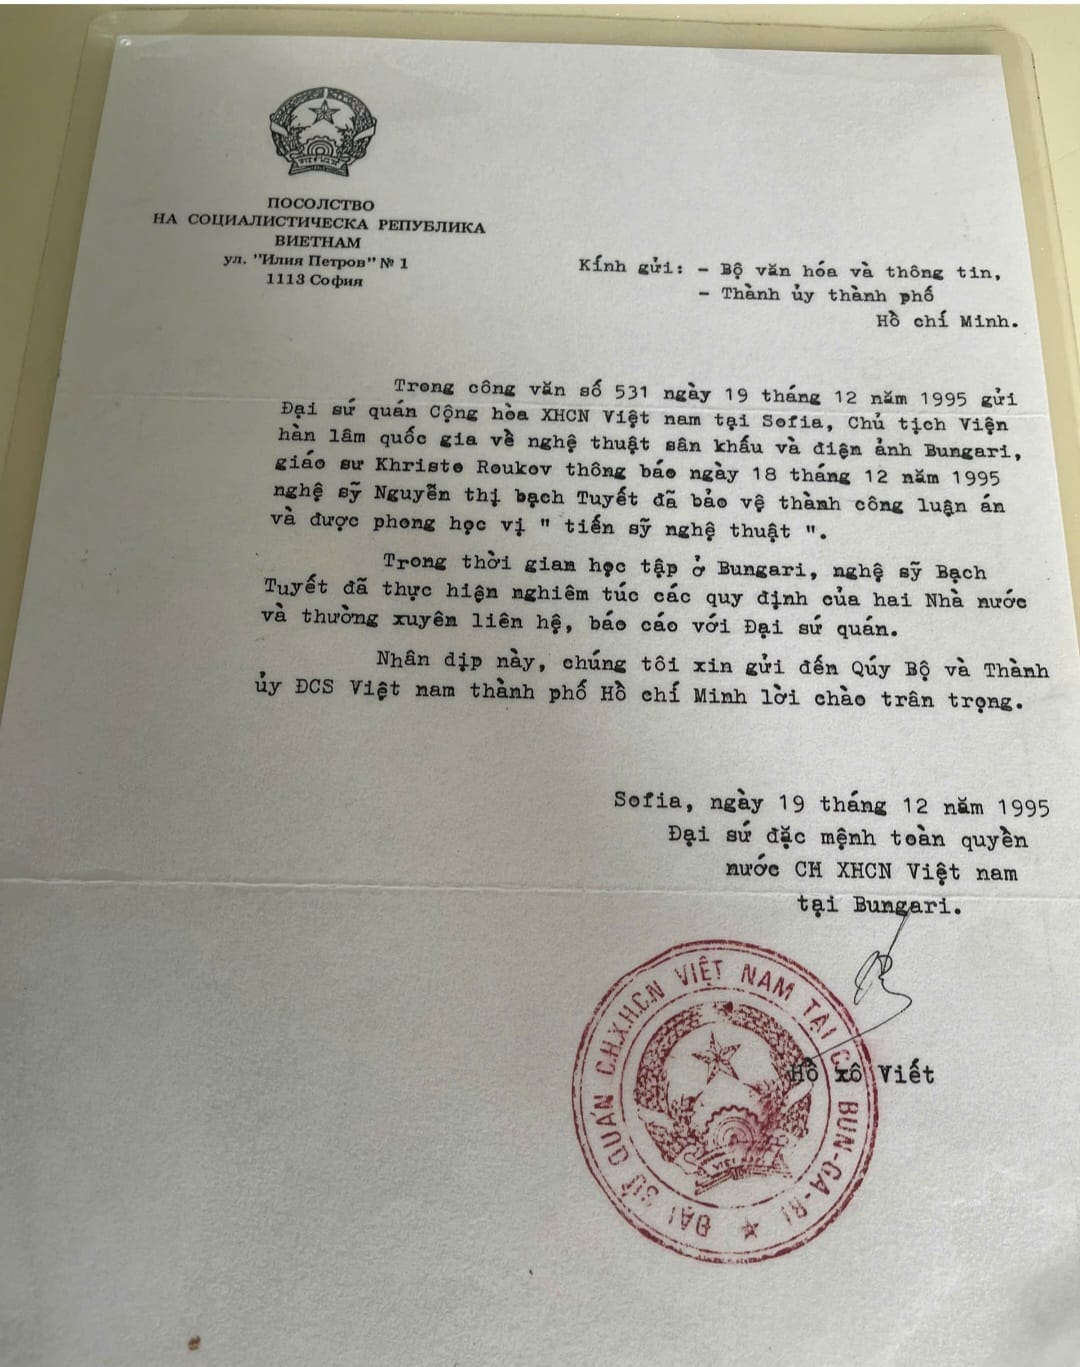 ПОСОЛСТВО
НА СОЦИАЛИСТИЧЕСКА РЕПУБЛИКА
ВИЕТНАМ
ул. "Илия Петров" № 1
1113 София
Kính gửi: - Bộ văn hóa và thông tin,
- Thành ủy thành phố
Hồ chí Minh.
Trong công văn số 531 ngày 19 tháng 12 năm 1995 gửi
Đại sứ quán Cộng hòa XHCN Việt nam tại Sofia, Chủ tịch Viện
hàn lâm quốc gia về nghệ thuật sân khấu và điện ảnh Bungari,
giáo sư Khristo Roukov thông báo ngày 18 tháng 12 năm 1995
nghệ sỹ Nguyễn thị bạch Tuyết đã bảo vệ thành công luận án
và được phong học vị " tiến sỹ nghệ thuật ".
Trong thời gian học tập ở Bungari, nghệ sỹ Bạch
Tuyết đã thực hiện nghiêm túc các quy định của hai Nhà nước
và thường xuyên liên hệ, báo cáo với Đại sứ quán.
Nhân dịp này, chúng tôi xin gửi đến Qúy Bộ và Thành
ủy ĐCS Việt nam thành phố Hồ chí Minh lời chào trân trọng.
Sofia, ngày 19 tháng 12 năm 1995
Đại sứ đặc mệnh toàn quyền
nước CH XHCN Việt nam
tại Bungari.
ĐẠI SỨ QUÁN C.H.X.H.C.N VIỆT NAM TẠI BUN-GA-RI
VIỆT NAM
Hồ xô Viết